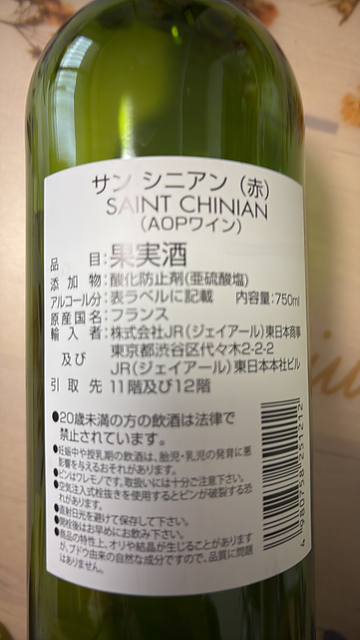 サン シニアン（赤）
SAINT CHINIAN
（AOPワイン）
品目：果実酒
添加物：酸化防止剤(亜硫酸塩)
アルコール分：表ラベルに記載 内容量：750ml
原産国名：フランス
輸入者：株式会社JR(ジェイアール)東日本商事
及び 東京都渋谷区代々木2-2-2
JR(ジェイアール)東日本本社ビル
引取先 11階及び12階
●20歳未満の方の飲酒は法律で
禁止されています。
●妊娠中や授乳期の飲酒は、胎児・乳児の発育に悪
影響を与えるおそれがあります。
●ビンはワレモノです。取扱いには十分ご注意下さい。
●空気注入式栓抜きを使用するとビンが破裂する恐
れがあります。
●直射日光を避けて保存して下さい。
●開栓後はお早めにお飲み下さい。
●商品の特性上、オリや結晶が生じることがあります
が、ブドウ由来の自然な成分ですので、品質に問題
はありません。
4 980758 251212